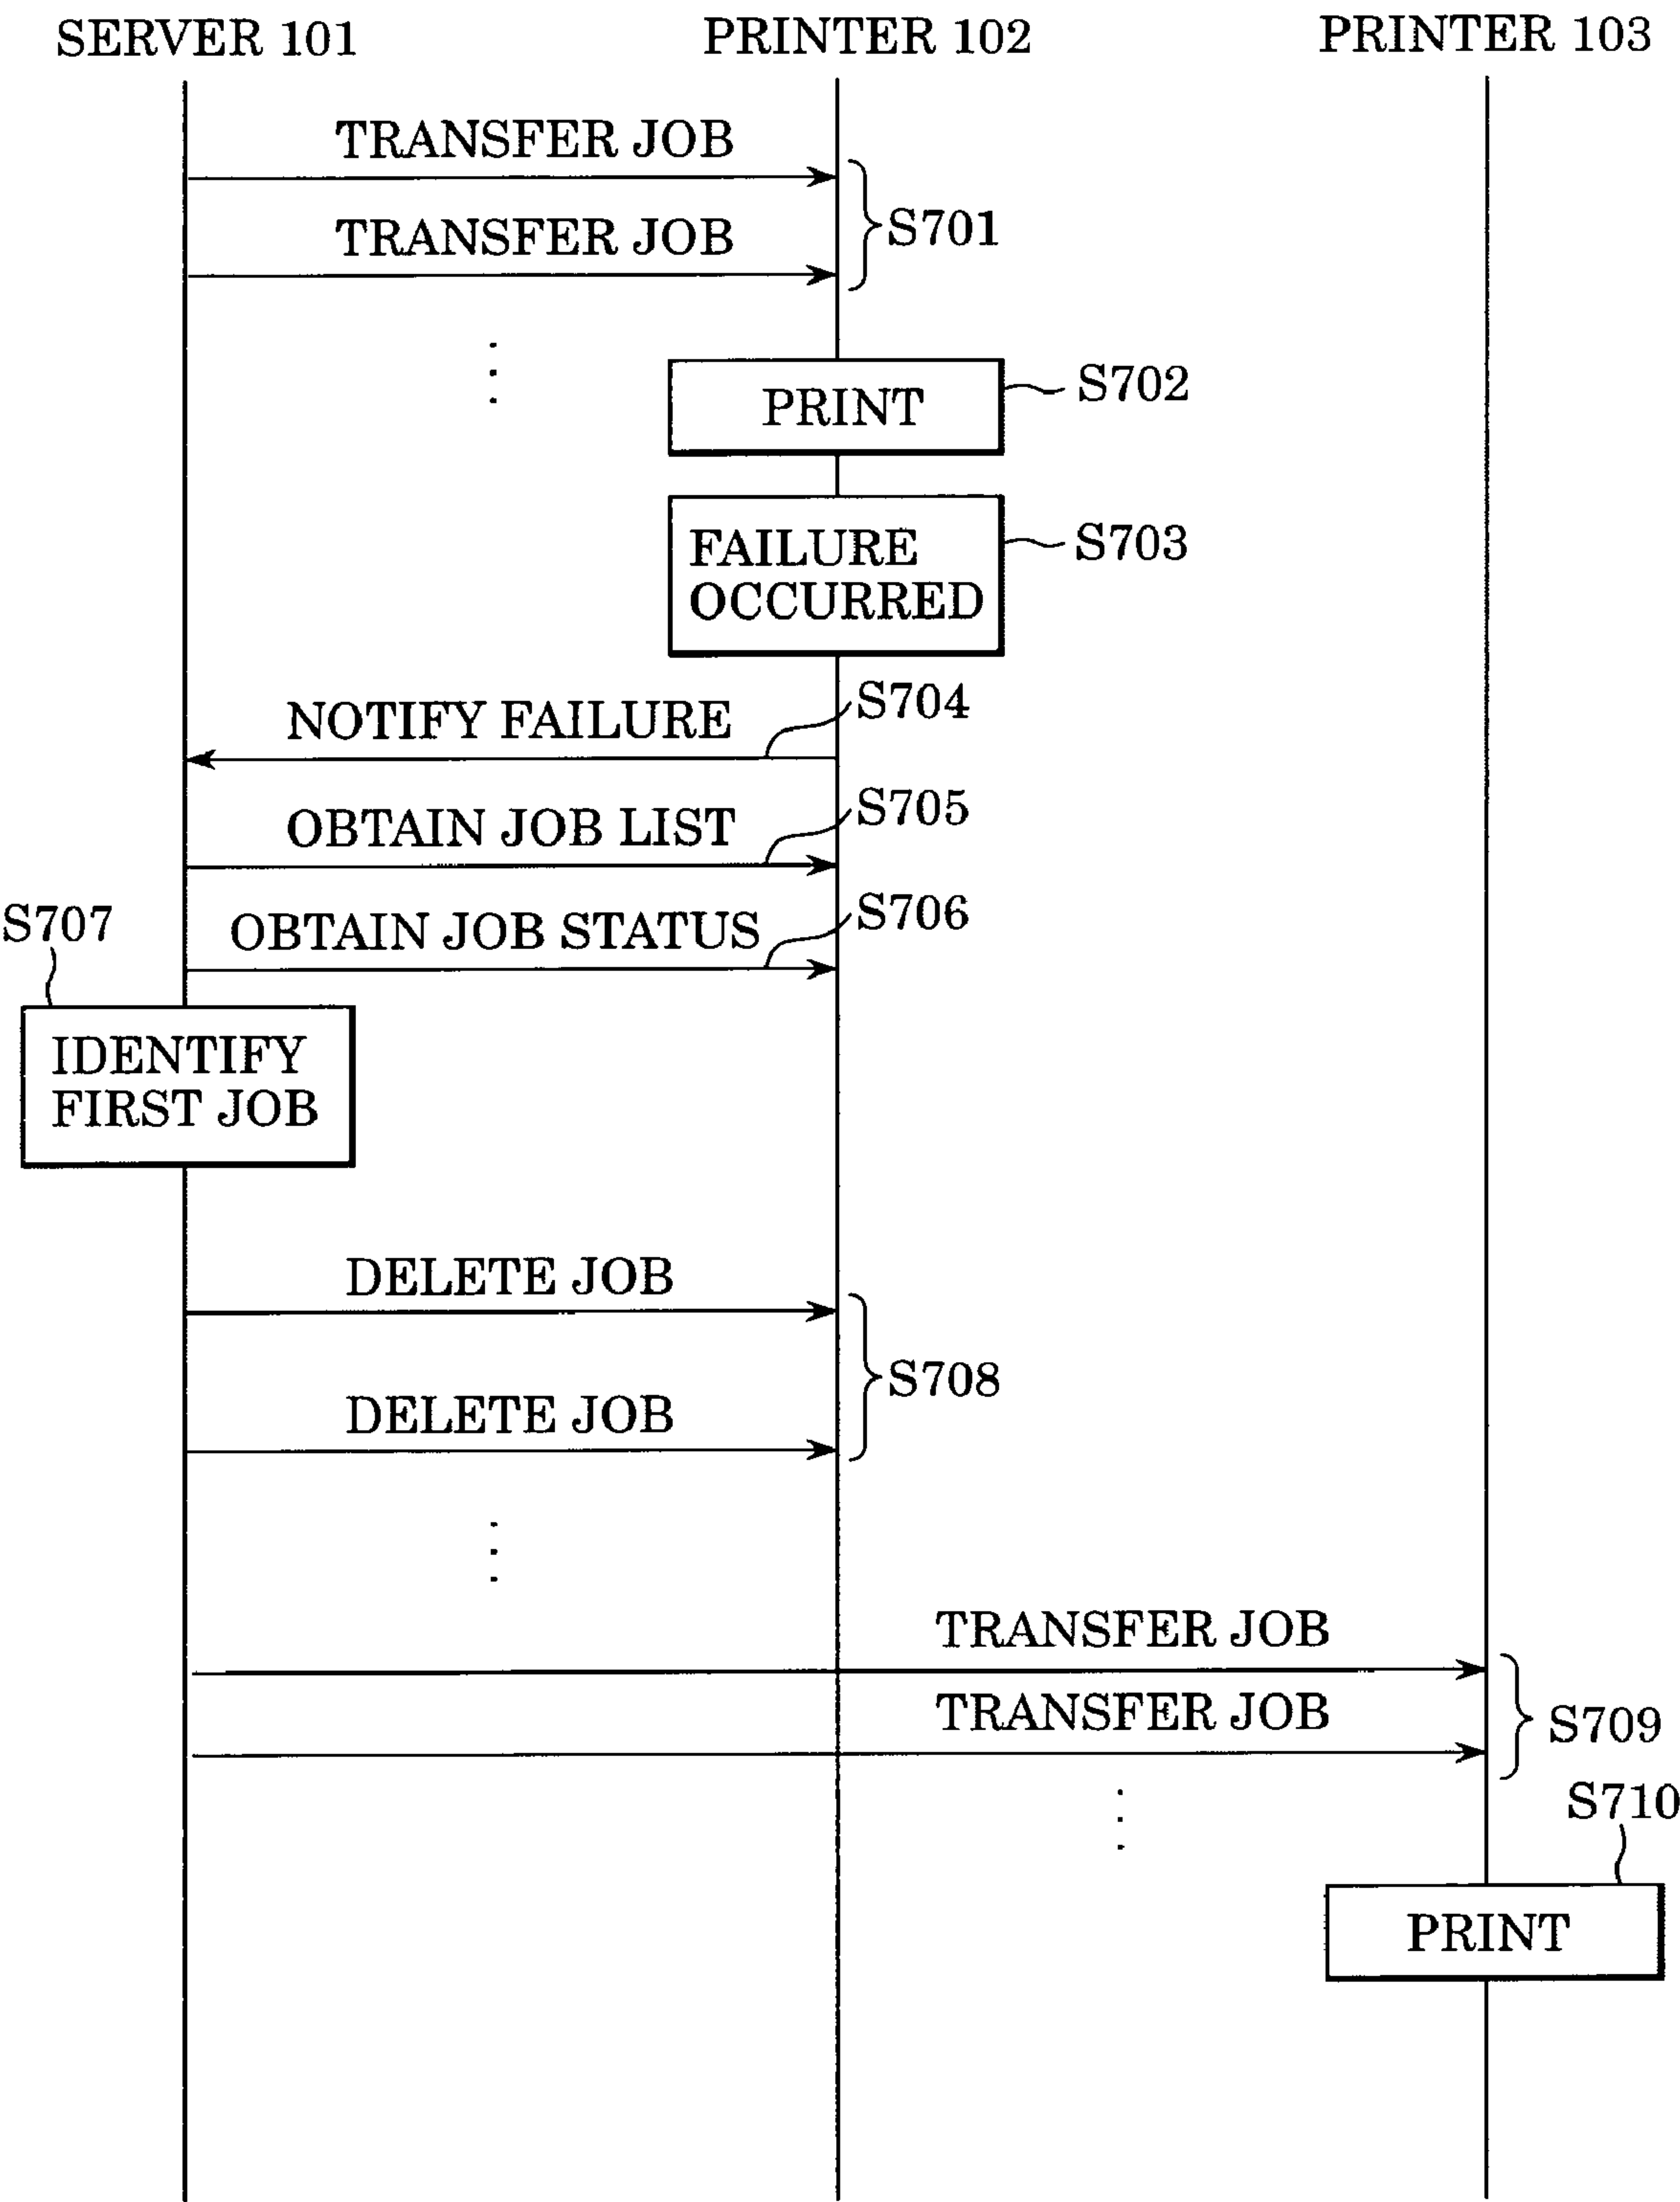 SERVER 101
PRINTER 102
PRINTER 103
TRANSFER JOB
TRANSFER JOB
S701
PRINT
S702
FAILURE
OCCURRED
S703
NOTIFY FAILURE
S704
OBTAIN JOB LIST
S705
OBTAIN JOB STATUS
S706
S707
IDENTIFY
FIRST JOB
DELETE JOB
DELETE JOB
S708
TRANSFER JOB
TRANSFER JOB
S709
S710
PRINT